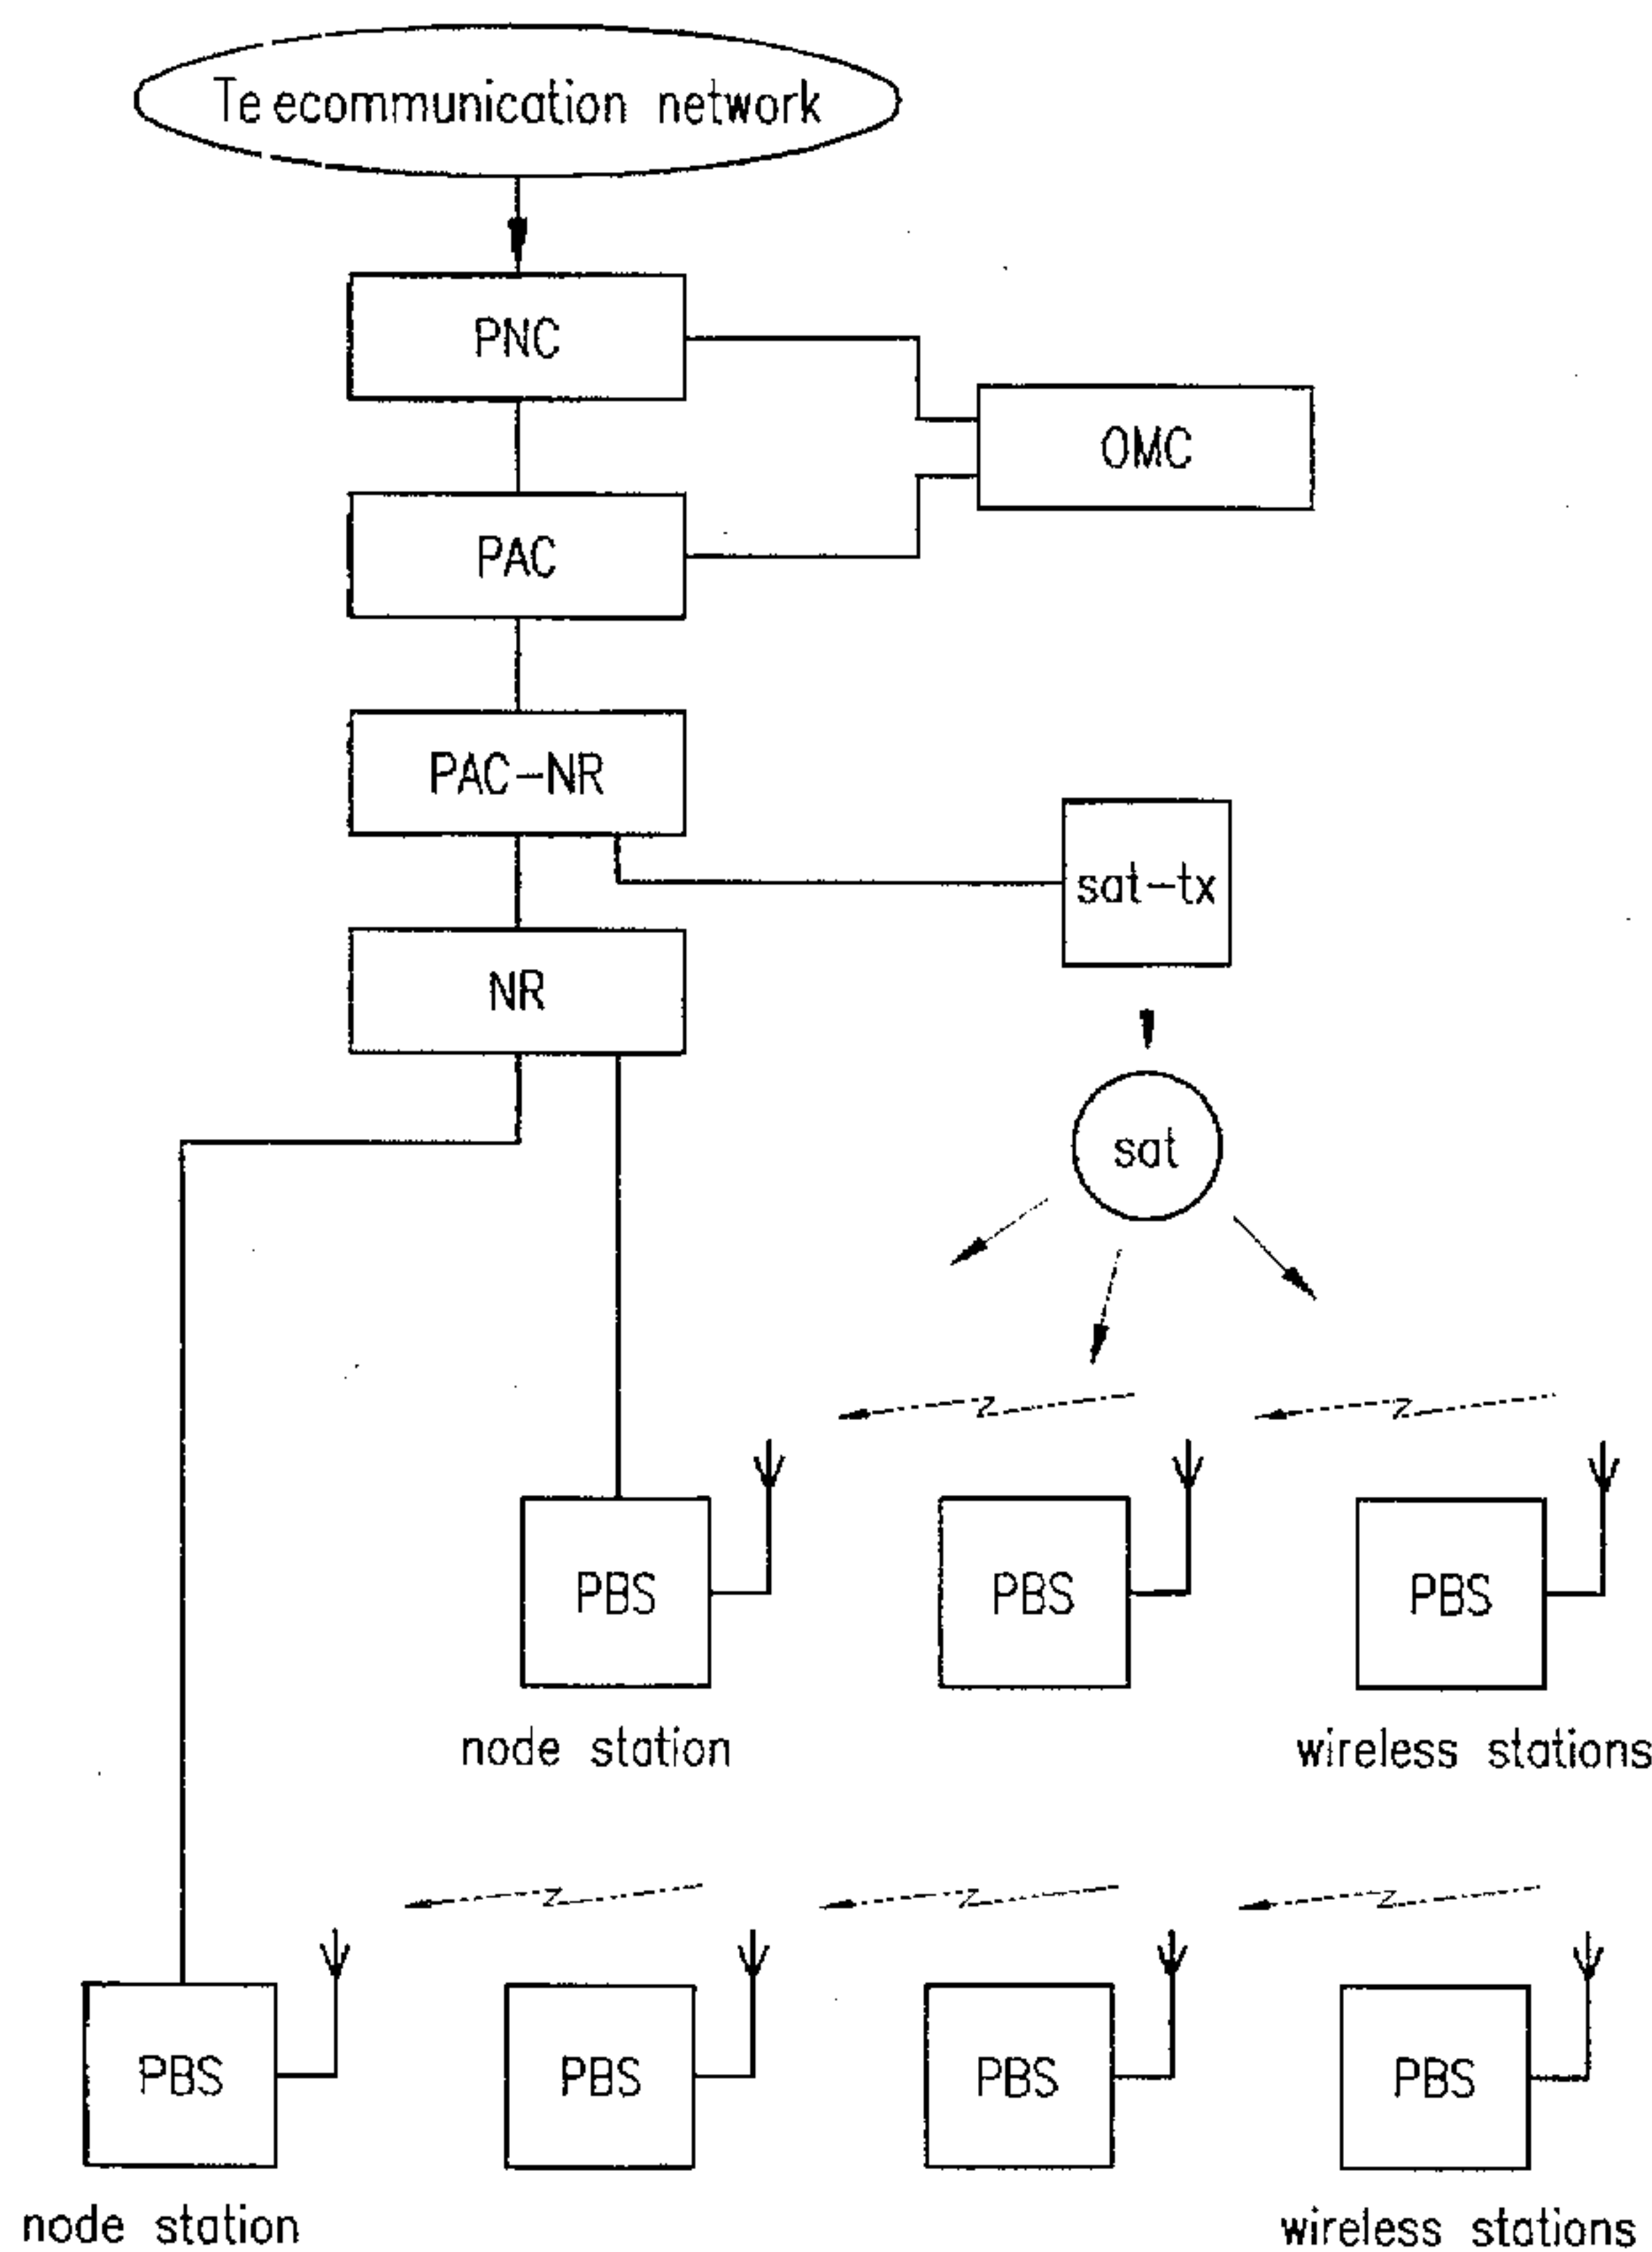 Te ecommunication network
PNC
OMC
PAC
PAC-NR
sat-tx
NR
sat
PBS
PBS
PBS
node station
wireless stations
PBS
PBS
PBS
PBS
node station
wireless stations